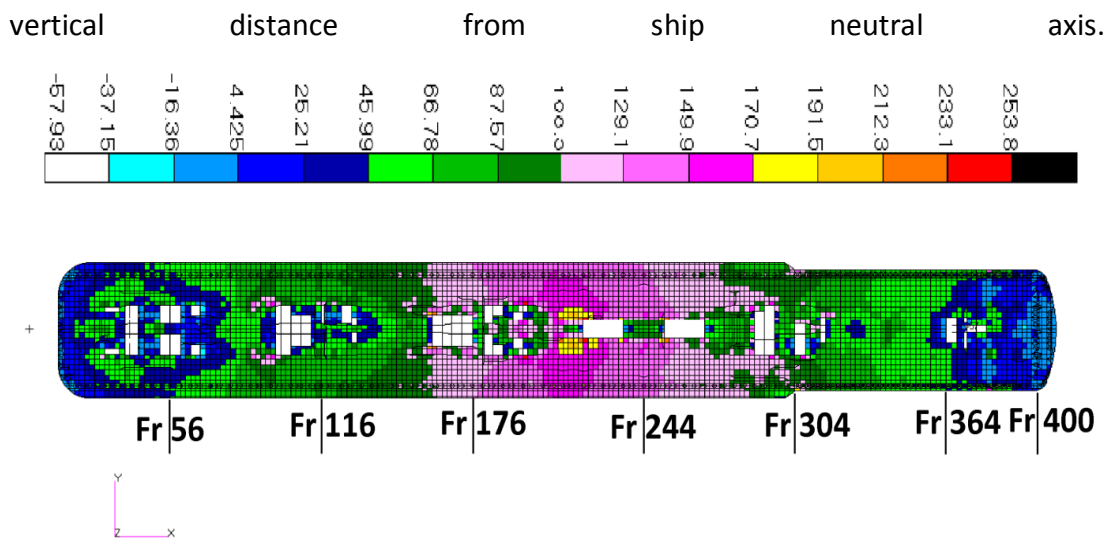 vertical distance from ship neutral axis.
-57.93 -37.15 -16.36 4.425 25.21 45.99 66.78 87.57 108.3 129.1 149.9 170.7 191.5 212.3 233.1 253.8
Fr 56 Fr 116 Fr 176 Fr 244 Fr 304 Fr 364 Fr 400
Y
Z X